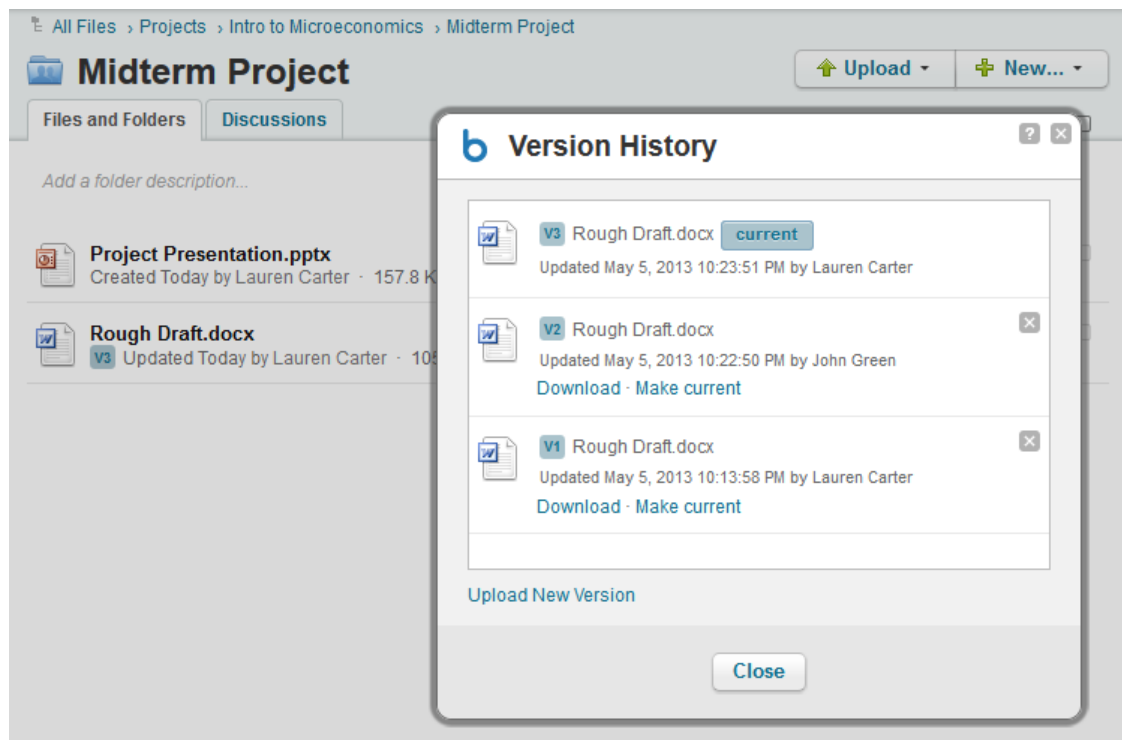 All Files › Projects › Intro to Microeconomics › Midterm Project
Midterm Project
Upload
New...
Files and Folders
Discussions
Add a folder description...
Project Presentation.pptx
Created Today by Lauren Carter · 157.8 K
Rough Draft.docx
V3 Updated Today by Lauren Carter · 105
b Version History
?
V3 Rough Draft.docx current
Updated May 5, 2013 10:23:51 PM by Lauren Carter
V2 Rough Draft.docx
Updated May 5, 2013 10:22:50 PM by John Green
Download · Make current
V1 Rough Draft.docx
Updated May 5, 2013 10:13:58 PM by Lauren Carter
Download · Make current
Upload New Version
Close